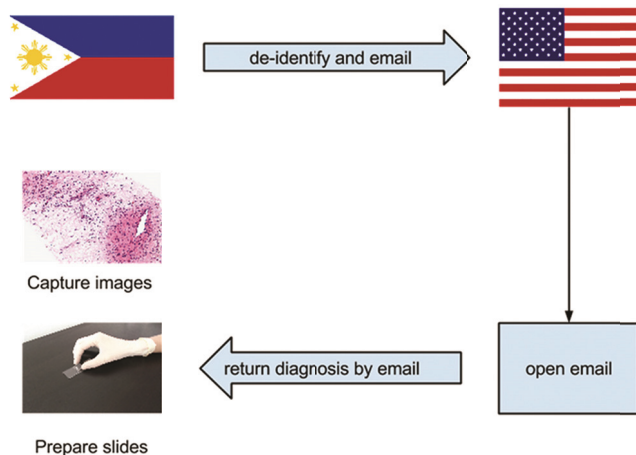 de-identify and email
Capture images
return diagnosis by email
open email
Prepare slides